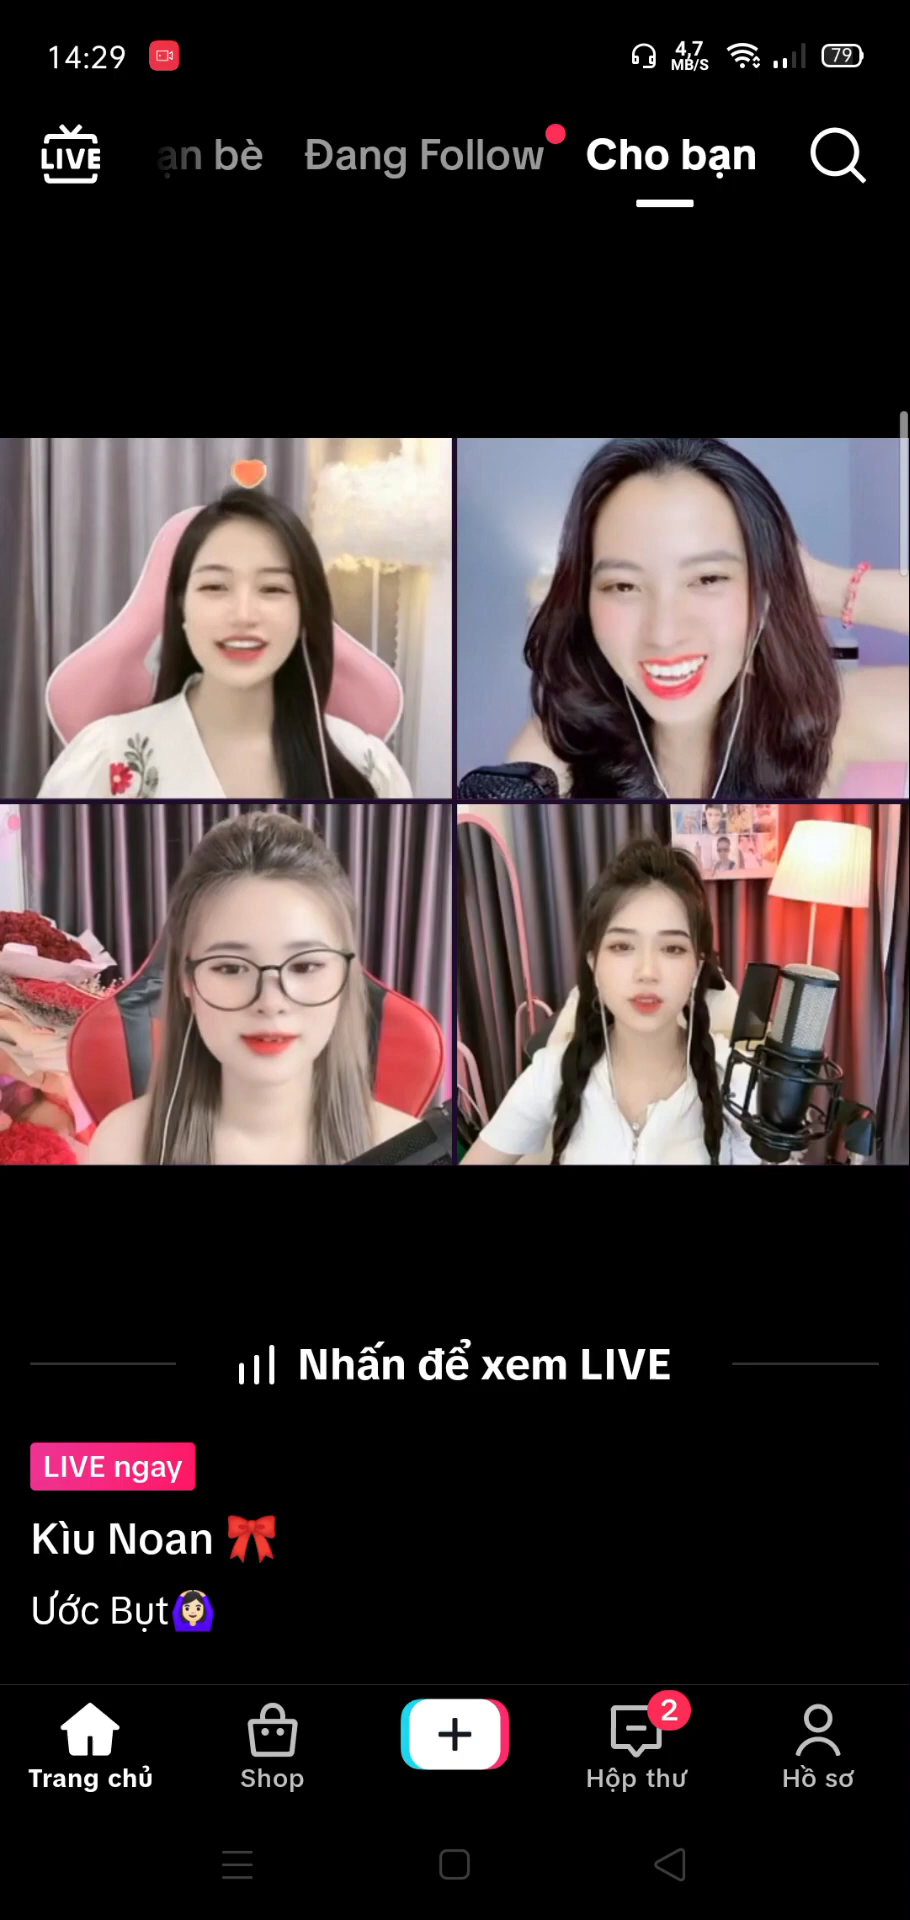 14:29
4,7
MB/S
79
LIVE
ạn bè
Đang Follow
Cho bạn
Nhấn để xem LIVE
LIVE ngay
Kìu Noan 🎀
Ước Bụt🙆🏻‍♀️
2
Trang chủ
Shop
Hộp thư
Hồ sơ